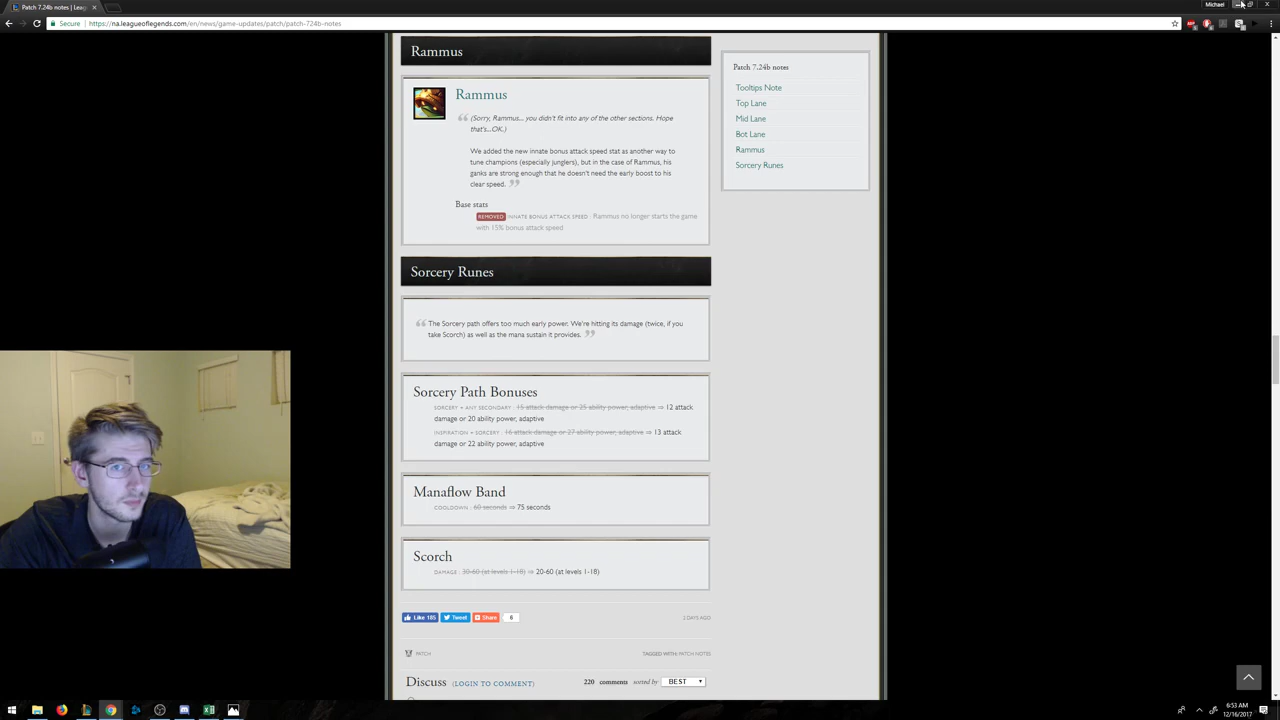 Patch 7.24b notes | Leag
Michael
Secure
https://na.leagueoflegends.com/en/news/game-updates/patch/patch-724b-notes
Rammus
Rammus
(Sorry, Rammus... you didn't fit into any of the other sections. Hope
that's...OK.)
We added the new innate bonus attack speed stat as another way to
tune champions (especially junglers), but in the case of Rammus, his
ganks are strong enough that he doesn't need the early boost to his
clear speed.
Base stats
REMOVED INNATE BONUS ATTACK SPEED : Rammus no longer starts the game
with 15% bonus attack speed
Sorcery Runes
The Sorcery path offers too much early power. We're hitting its damage (twice, if you
take Scorch) as well as the mana sustain it provides.
Sorcery Path Bonuses
SORCERY + ANY SECONDARY : 15 attack damage or 25 ability power, adaptive ⇒ 12 attack
damage or 20 ability power, adaptive
INSPIRATION + SORCERY : 16 attack damage or 27 ability power, adaptive ⇒ 13 attack
damage or 22 ability power, adaptive
Manaflow Band
COOLDOWN : 60 seconds ⇒ 75 seconds
Scorch
DAMAGE : 30-60 (at levels 1-18) ⇒ 20-60 (at levels 1-18)
Like 185 Tweet Share 6
2 DAYS AGO
PATCH
TAGGED WITH: PATCH NOTES
Discuss (LOGIN TO COMMENT)
220 comments sorted by BEST
Patch 7.24b notes
Tooltips Note
Top Lane
Mid Lane
Bot Lane
Rammus
Sorcery Runes
6:53 AM
12/16/2017